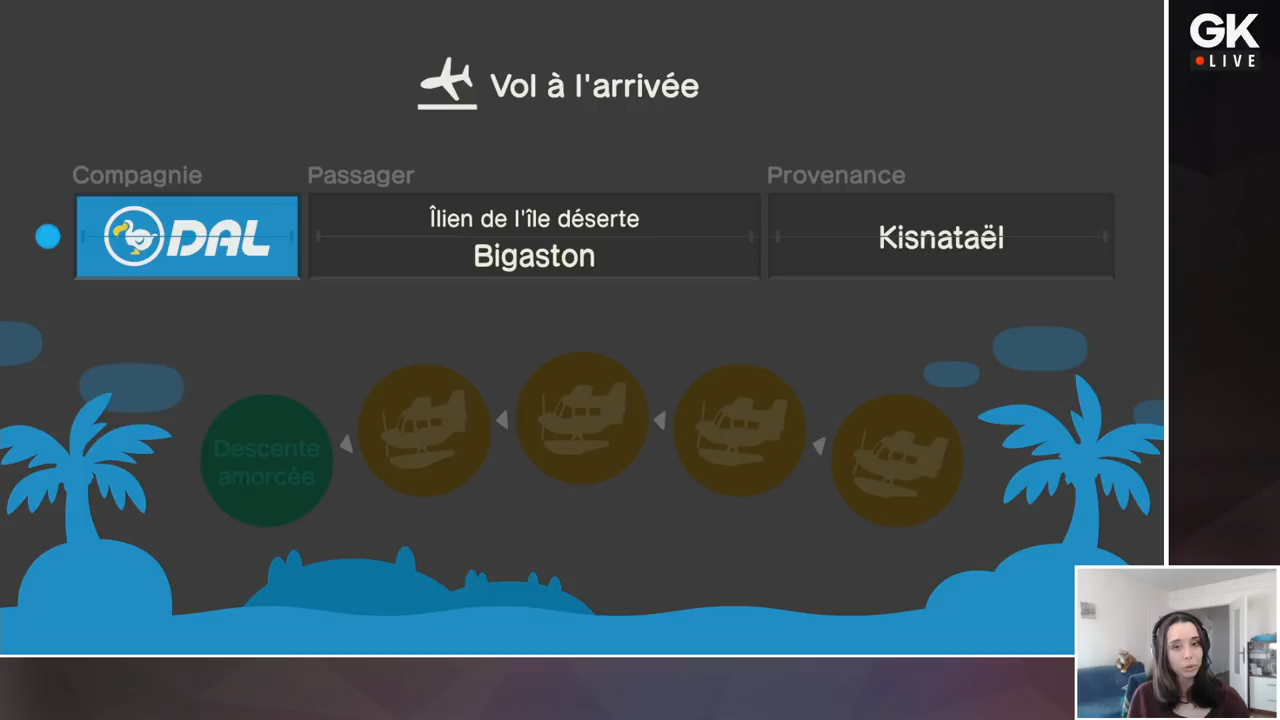 GK
LIVE
Vol à l'arrivée
Compagnie
Passager
Provenance
DAL
Îlien de l'île déserte
Bigaston
Kisnataël
Descente
amorcée